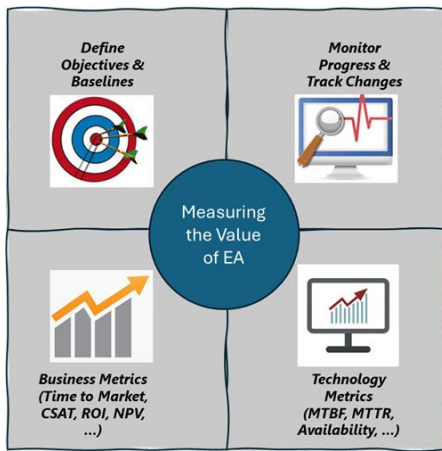 Define
Objectives &
Baselines
Monitor
Progress &
Track Changes
Measuring
the Value
of EA
Business Metrics
(Time to Market,
CSAT, ROI, NPV,
...)
Technology
Metrics
(MTBF, MTTR,
Availability, ...)